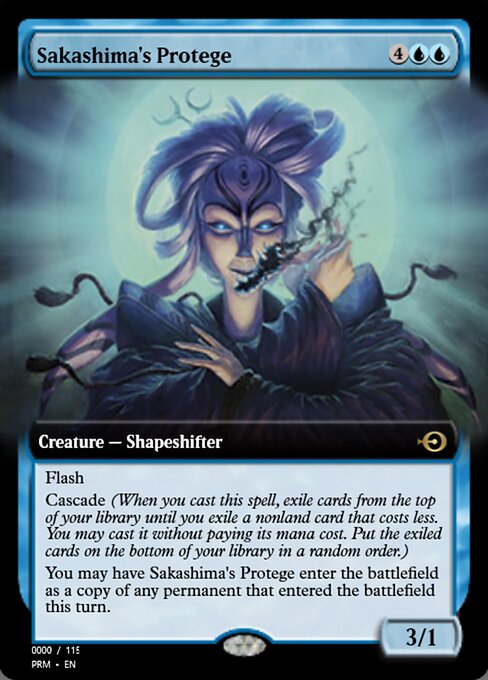 Sakashima's Protege 4
Creature — Shapeshifter
Flash
Cascade (When you cast this spell, exile cards from the top
of your library until you exile a nonland card that costs less.
You may cast it without paying its mana cost. Put the exiled
cards on the bottom of your library in a random order.)
You may have Sakashima's Protege enter the battlefield
as a copy of any permanent that entered the battlefield
this turn.
3/1
0000 / 115
PRM • EN